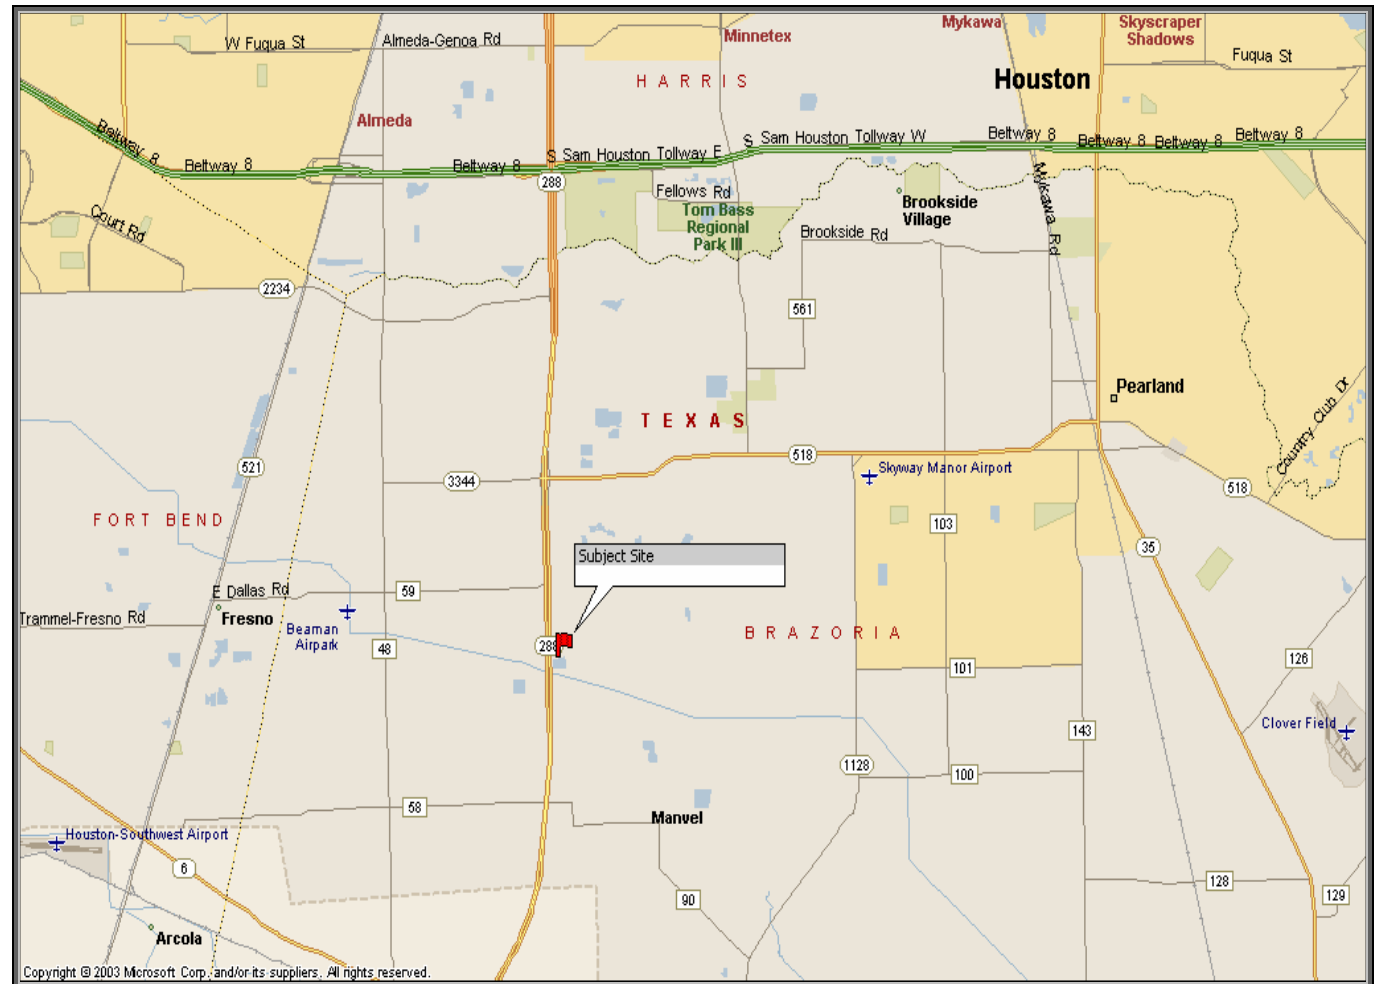 Mykawa
Skyscraper
Shadows
Minnetex
W Fuqua St
Almeda-Genoa Rd
Fuqua St
HARRIS
Houston
Almeda
Beltway 8
Beltway 8
Beltway 8
S Sam Houston Tollway E
S Sam Houston Tollway W
Beltway 8
Beltway 8
Beltway 8
Beltway 8
288
Fellows Rd
Mykawa Rd
Brookside
Village
Tom Bass
Regional
Park III
Court Rd
Brookside Rd
2234
561
Pearland
Country Club Dr
TEXAS
518
521
3344
Skyway Manor Airport
518
FORT BEND
103
35
Subject Site
E Dallas Rd
59
Trammel-Fresno Rd
Fresno
Beaman
Airpark
BRAZORIA
48
288
101
126
Clover Field
143
1128
100
58
Manvel
Houston-Southwest Airport
6
128
90
129
Arcola
Copyright © 2003 Microsoft Corp. and/or its suppliers. All rights reserved.